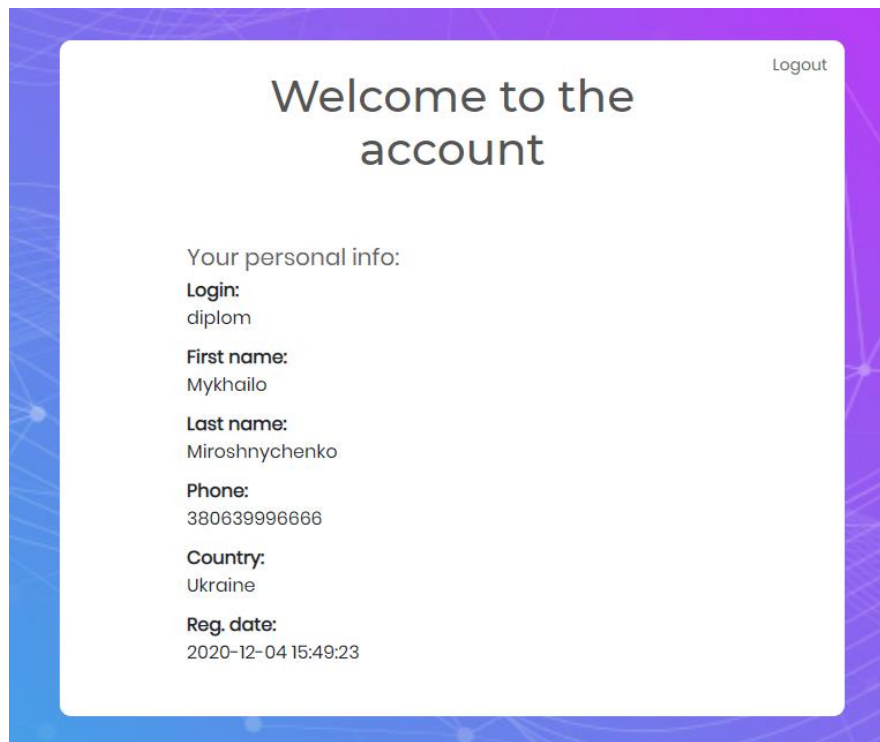 Logout
Welcome to the
account
Your personal info:
Login:
diplom
First name:
Mykhailo
Last name:
Miroshnychenko
Phone:
380639996666
Country:
Ukraine
Reg. date:
2020-12-04 15:49:23